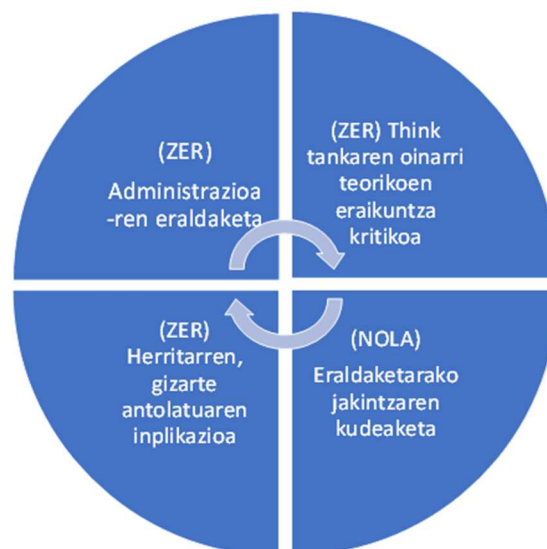 (ZER)
Administrazioa
-ren eraldaketa
(ZER) Think
tankaren oinarri
teorikoen
eraikuntza
kritikoa
(ZER)
Herritarren,
gizarte
antolatuaren
inplikazioa
(NOLA)
Eraldaketarako
jakintzaren
kudeaketa